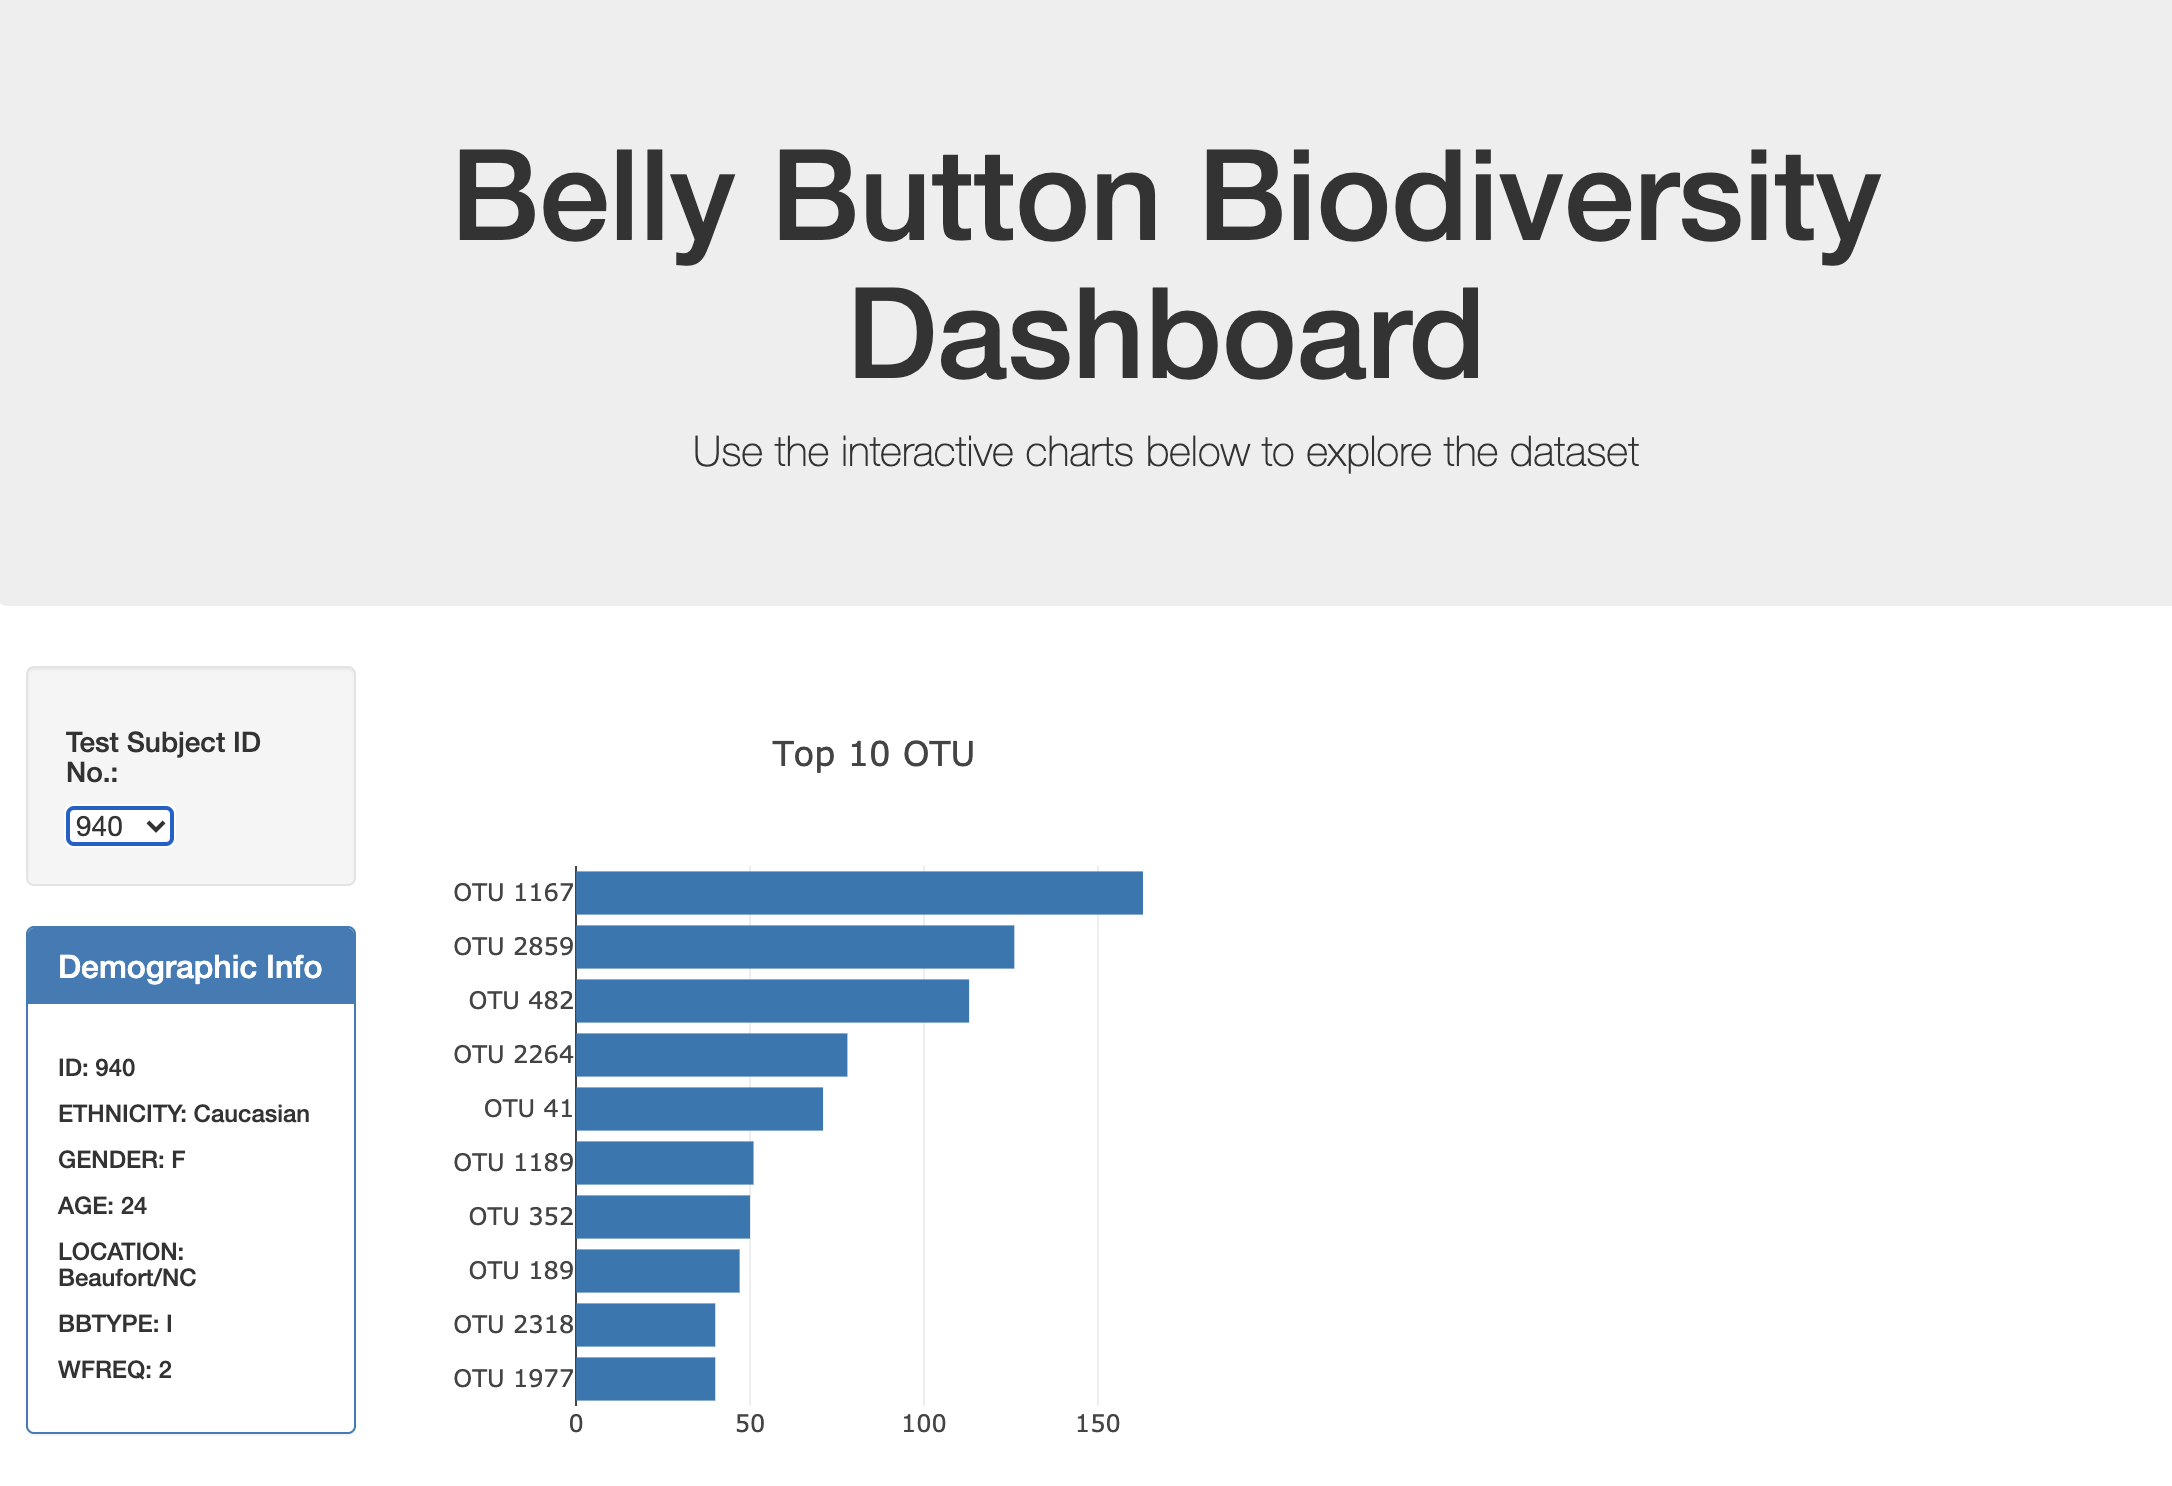 Belly Button Biodiversity
Dashboard
Use the interactive charts below to explore the dataset
Test Subject ID
No.:
940
Demographic Info
ID: 940
ETHNICITY: Caucasian
GENDER: F
AGE: 24
LOCATION:
Beaufort/NC
BBTYPE: I
WFREQ: 2
Top 10 OTU
OTU 1167
OTU 2859
OTU 482
OTU 2264
OTU 41
OTU 1189
OTU 352
OTU 189
OTU 2318
OTU 1977
0 50 100 150